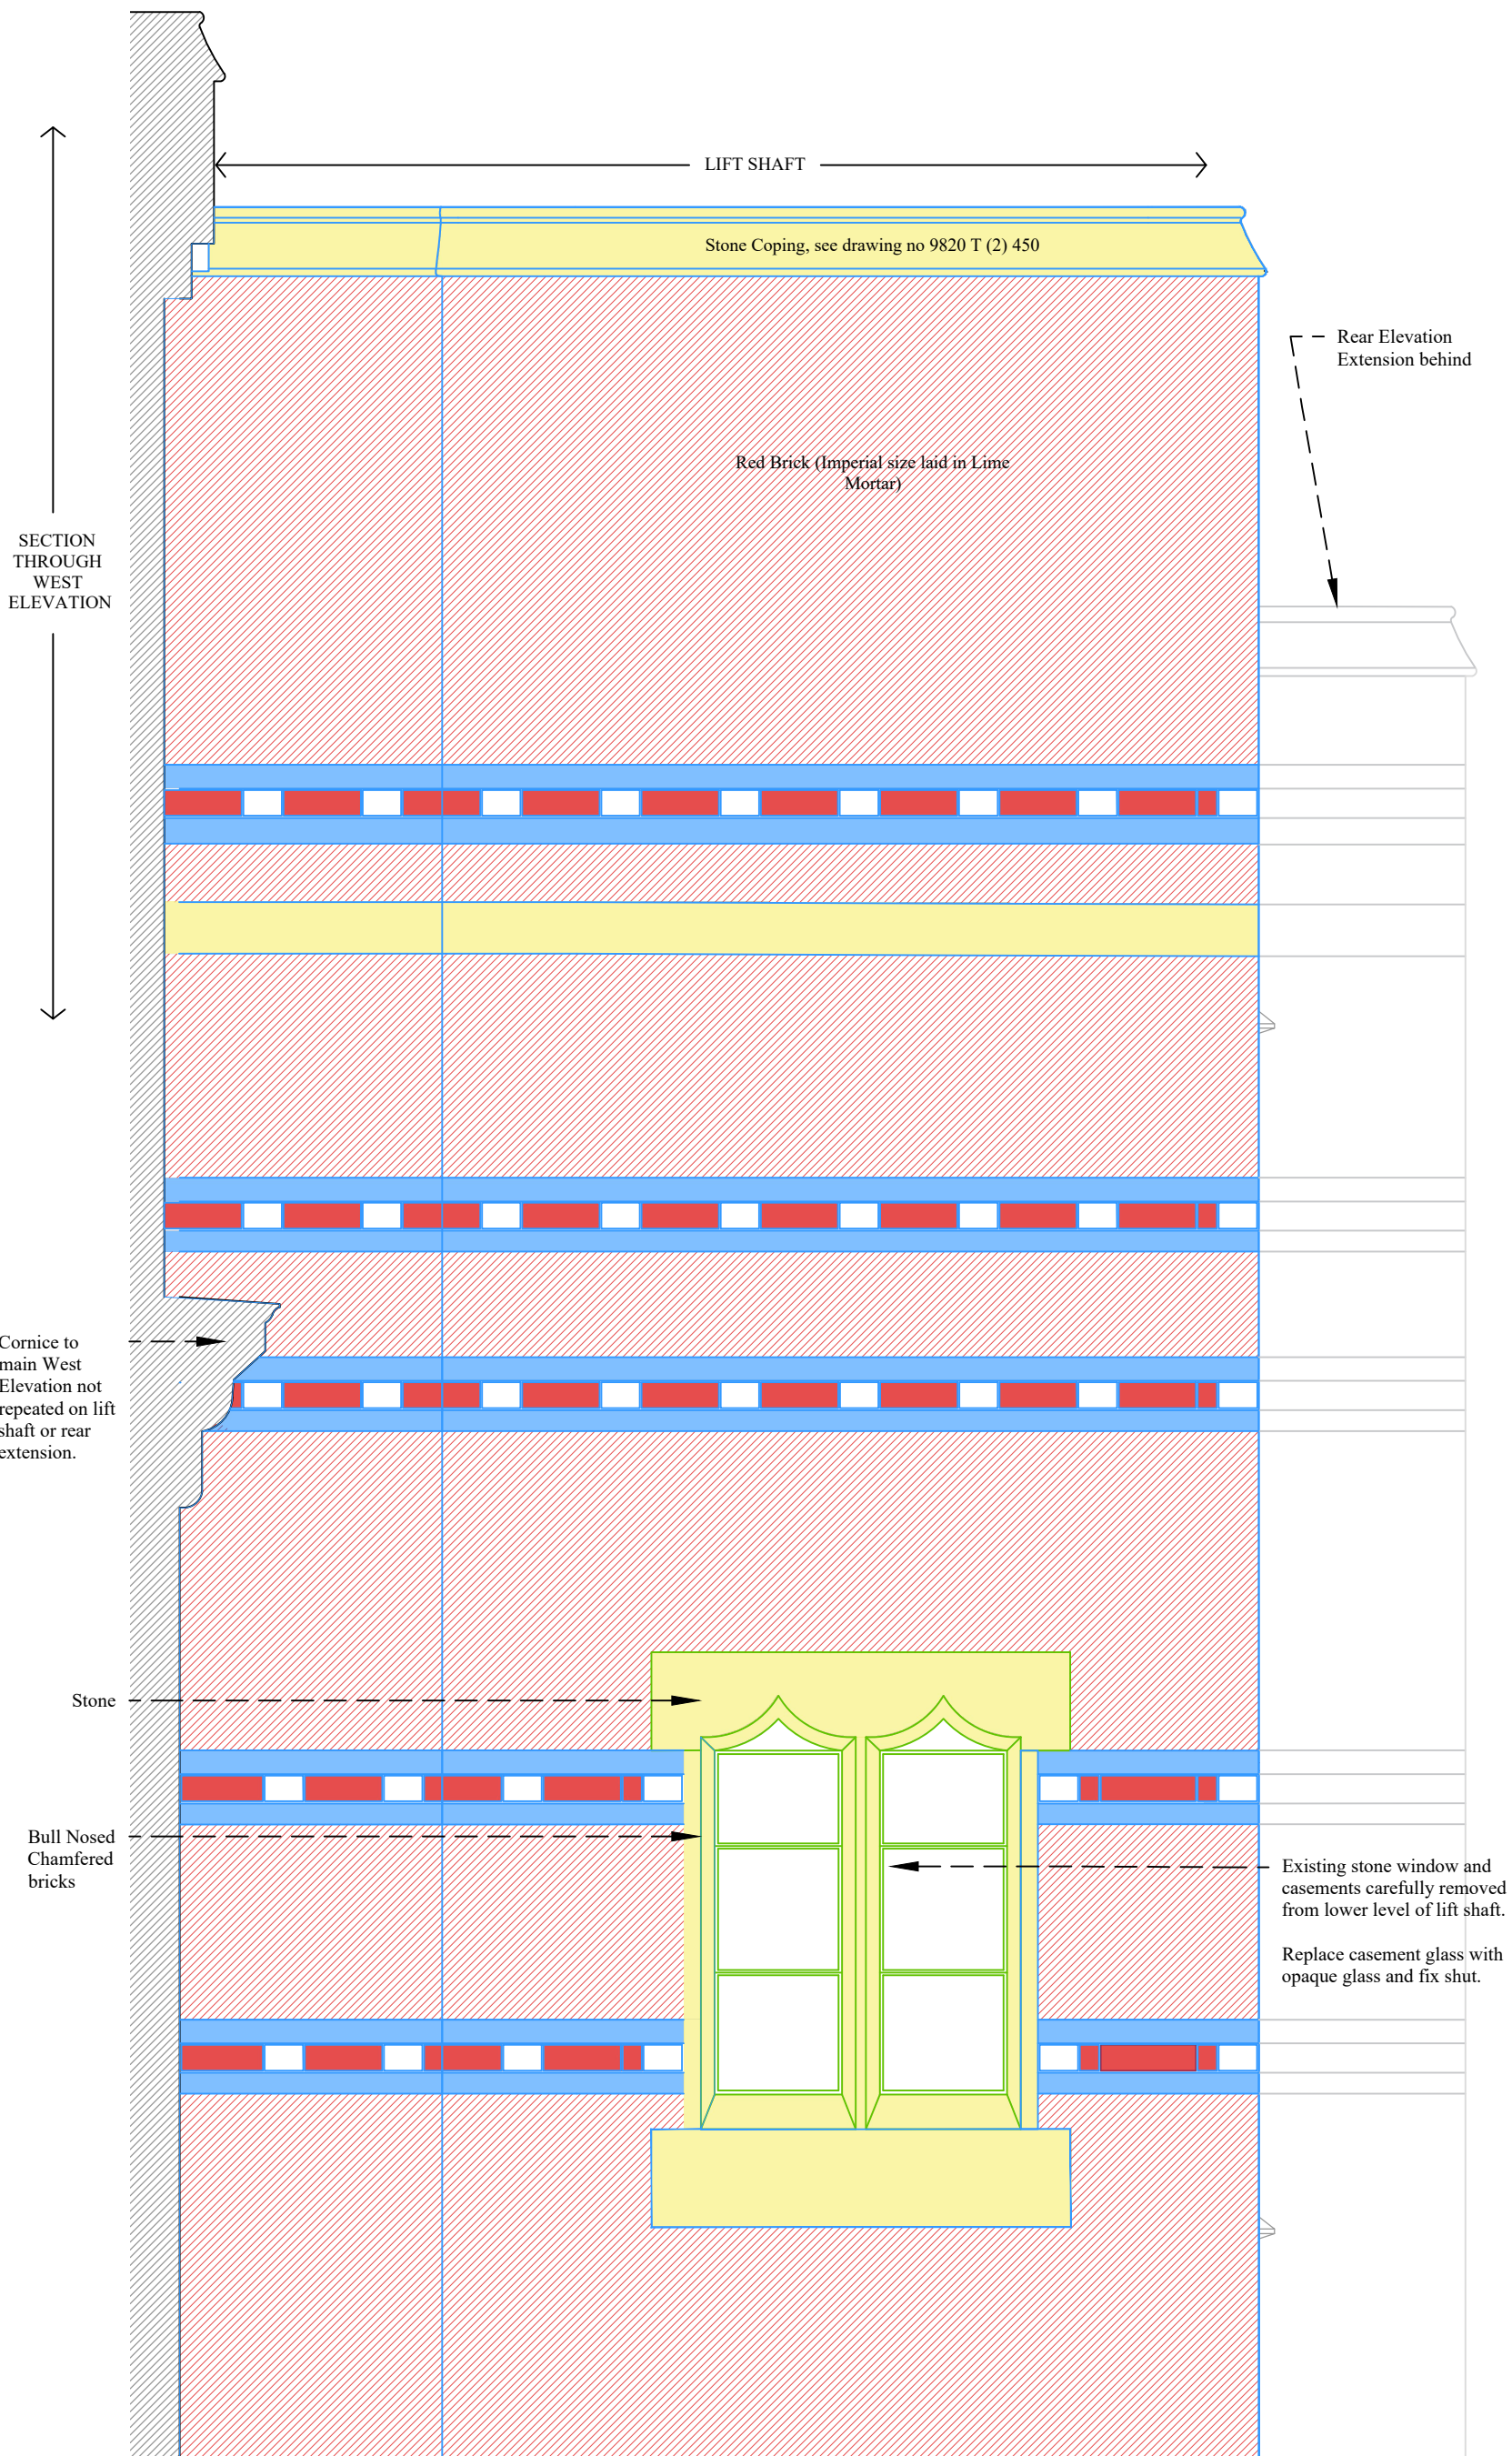 LIFT SHAFT
Stone Coping, see drawing no 9820 T (2) 450
Rear Elevation
Extension behind
Red Brick (Imperial size laid in Lime
Mortar)
SECTION
THROUGH
WEST
ELEVATION
Cornice to
main West
Elevation not
repeated on lift
shaft or rear
extension.
Stone
Bull Nosed
Chamfered
bricks
Existing stone window and
casements carefully removed
from lower level of lift shaft.
Replace casement glass with
opaque glass and fix shut.